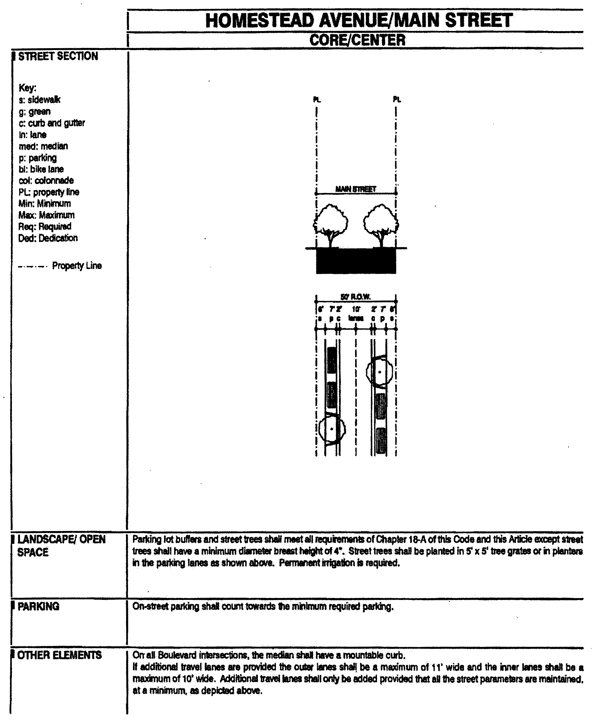 HOMESTEAD AVENUE/MAIN STREET
CORE/CENTER
STREET SECTION
Key:
s: sidewalk
g: green
c: curb and gutter
ln: lane
med: median
p: parking
bl: bike lane
col: colonnade
PL: property line
Min: Minimum
Max: Maximum
Req: Required
Ded: Dedication
Property Line
PL PL
MAIN STREET
50' R.O.W.
6' 7' 2' 10' 2' 7' 6'
s p c lanes c p s
LANDSCAPE/ OPEN
SPACE
Parking lot buffers and street trees shall meet all requirements of Chapter 18-A of this Code and this Article except street
trees shall have a minimum diameter breast height of 4". Street trees shall be planted in 5' x 5' tree grates or in planters
in the parking lanes as shown above. Permanent irrigation is required.
PARKING
On-street parking shall count towards the minimum required parking.
OTHER ELEMENTS
On all Boulevard intersections, the median shall have a mountable curb.
If additional travel lanes are provided the outer lanes shall be a maximum of 11' wide and the inner lanes shall be a
maximum of 10' wide. Additional travel lanes shall only be added provided that all the street parameters are maintained,
at a minimum, as depicted above.